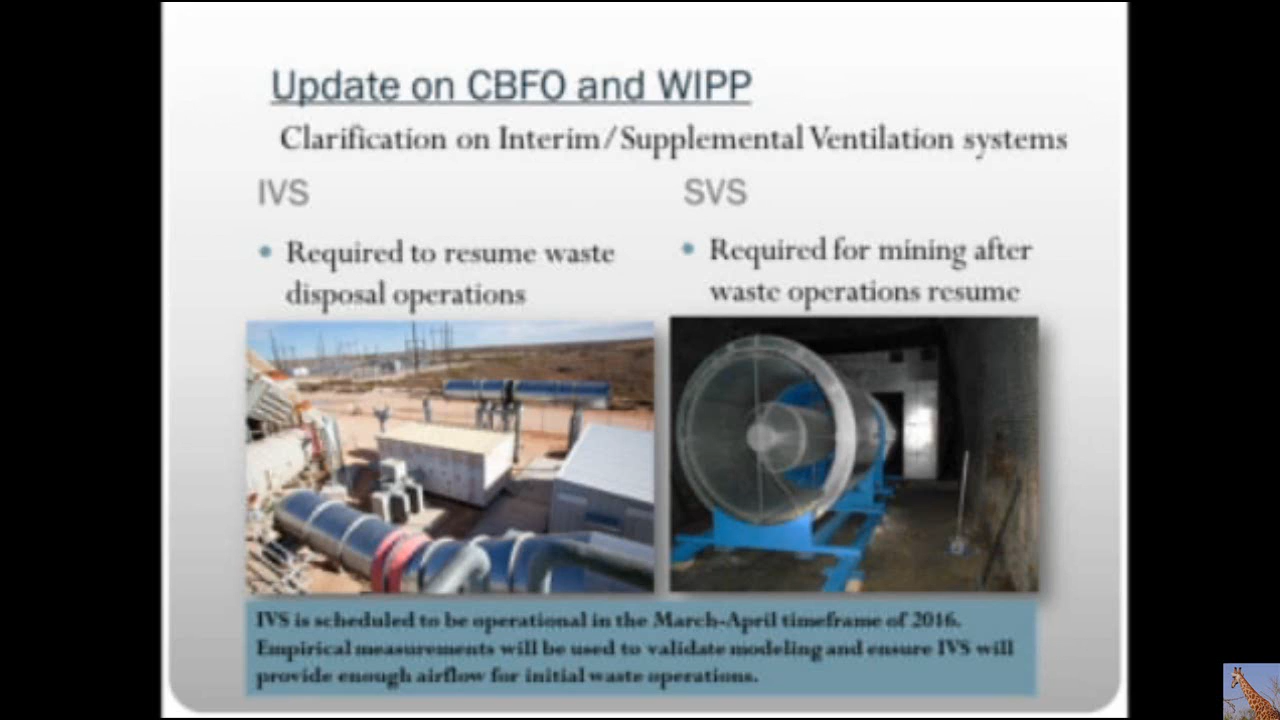 Update on CBFO and WIPP
Clarification on Interim/Supplemental Ventilation systems
IVS
• Required to resume waste
disposal operations
SVS
• Required for mining after
waste operations resume
IVS is scheduled to be operational in the March-April timeframe of 2016.
Empirical measurements will be used to validate modeling and ensure IVS will
provide enough airflow for initial waste operations.